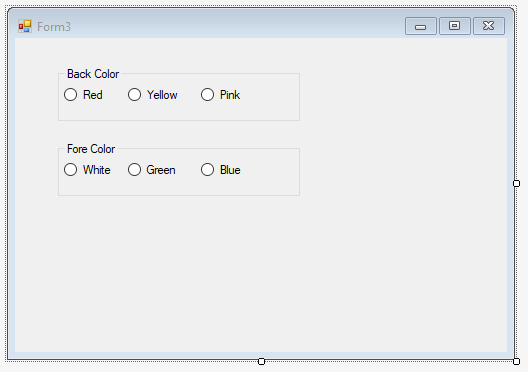 Form3
Back Color
Red Yellow Pink
Fore Color
White Green Blue